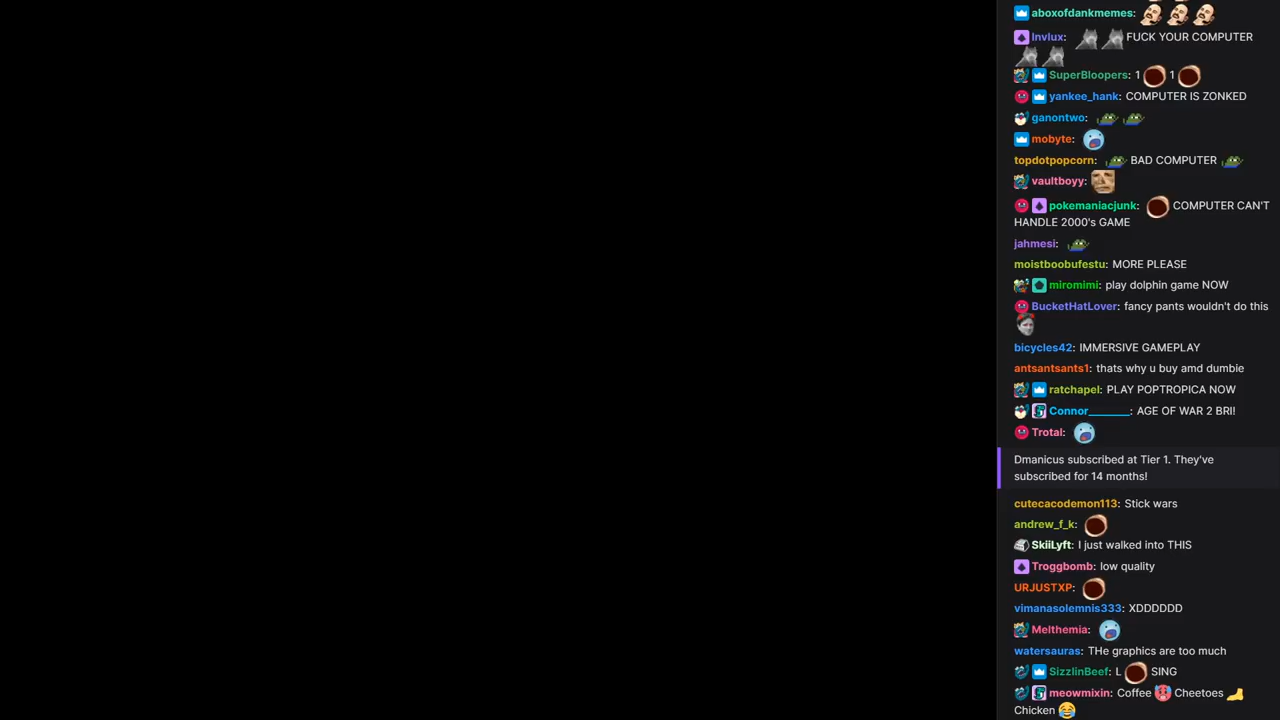 aboxofdankmemes:
Invlux: FUCK YOUR COMPUTER
SuperBloopers: 1 1
yankee_hank: COMPUTER IS ZONKED
ganontwo:
mobyte:
topdotpopcorn: BAD COMPUTER
vaultboyy:
pokemaniacjunk: COMPUTER CAN'T
HANDLE 2000's GAME
jahmesi:
moistboobufestu: MORE PLEASE
miromimi: play dolphin game NOW
BucketHatLover: fancy pants wouldn't do this
bicycles42: IMMERSIVE GAMEPLAY
antsantsants1: thats why u buy amd dumbie
ratchapel: PLAY POPTROPICA NOW
Connor________: AGE OF WAR 2 BRI!
Trotal:
Dmanicus subscribed at Tier 1. They've
subscribed for 14 months!
cutecacodemon113: Stick wars
andrew_f_k:
SkiiLyft: I just walked into THIS
Troggbomb: low quality
URJUSTXP:
vimanasolemnis333: XDDDDDD
Melthemia:
watersauras: THe graphics are too much
SizzlinBeef: L SING
meowmixin: Coffee 🥵 Cheetoes 🦶
Chicken 😂